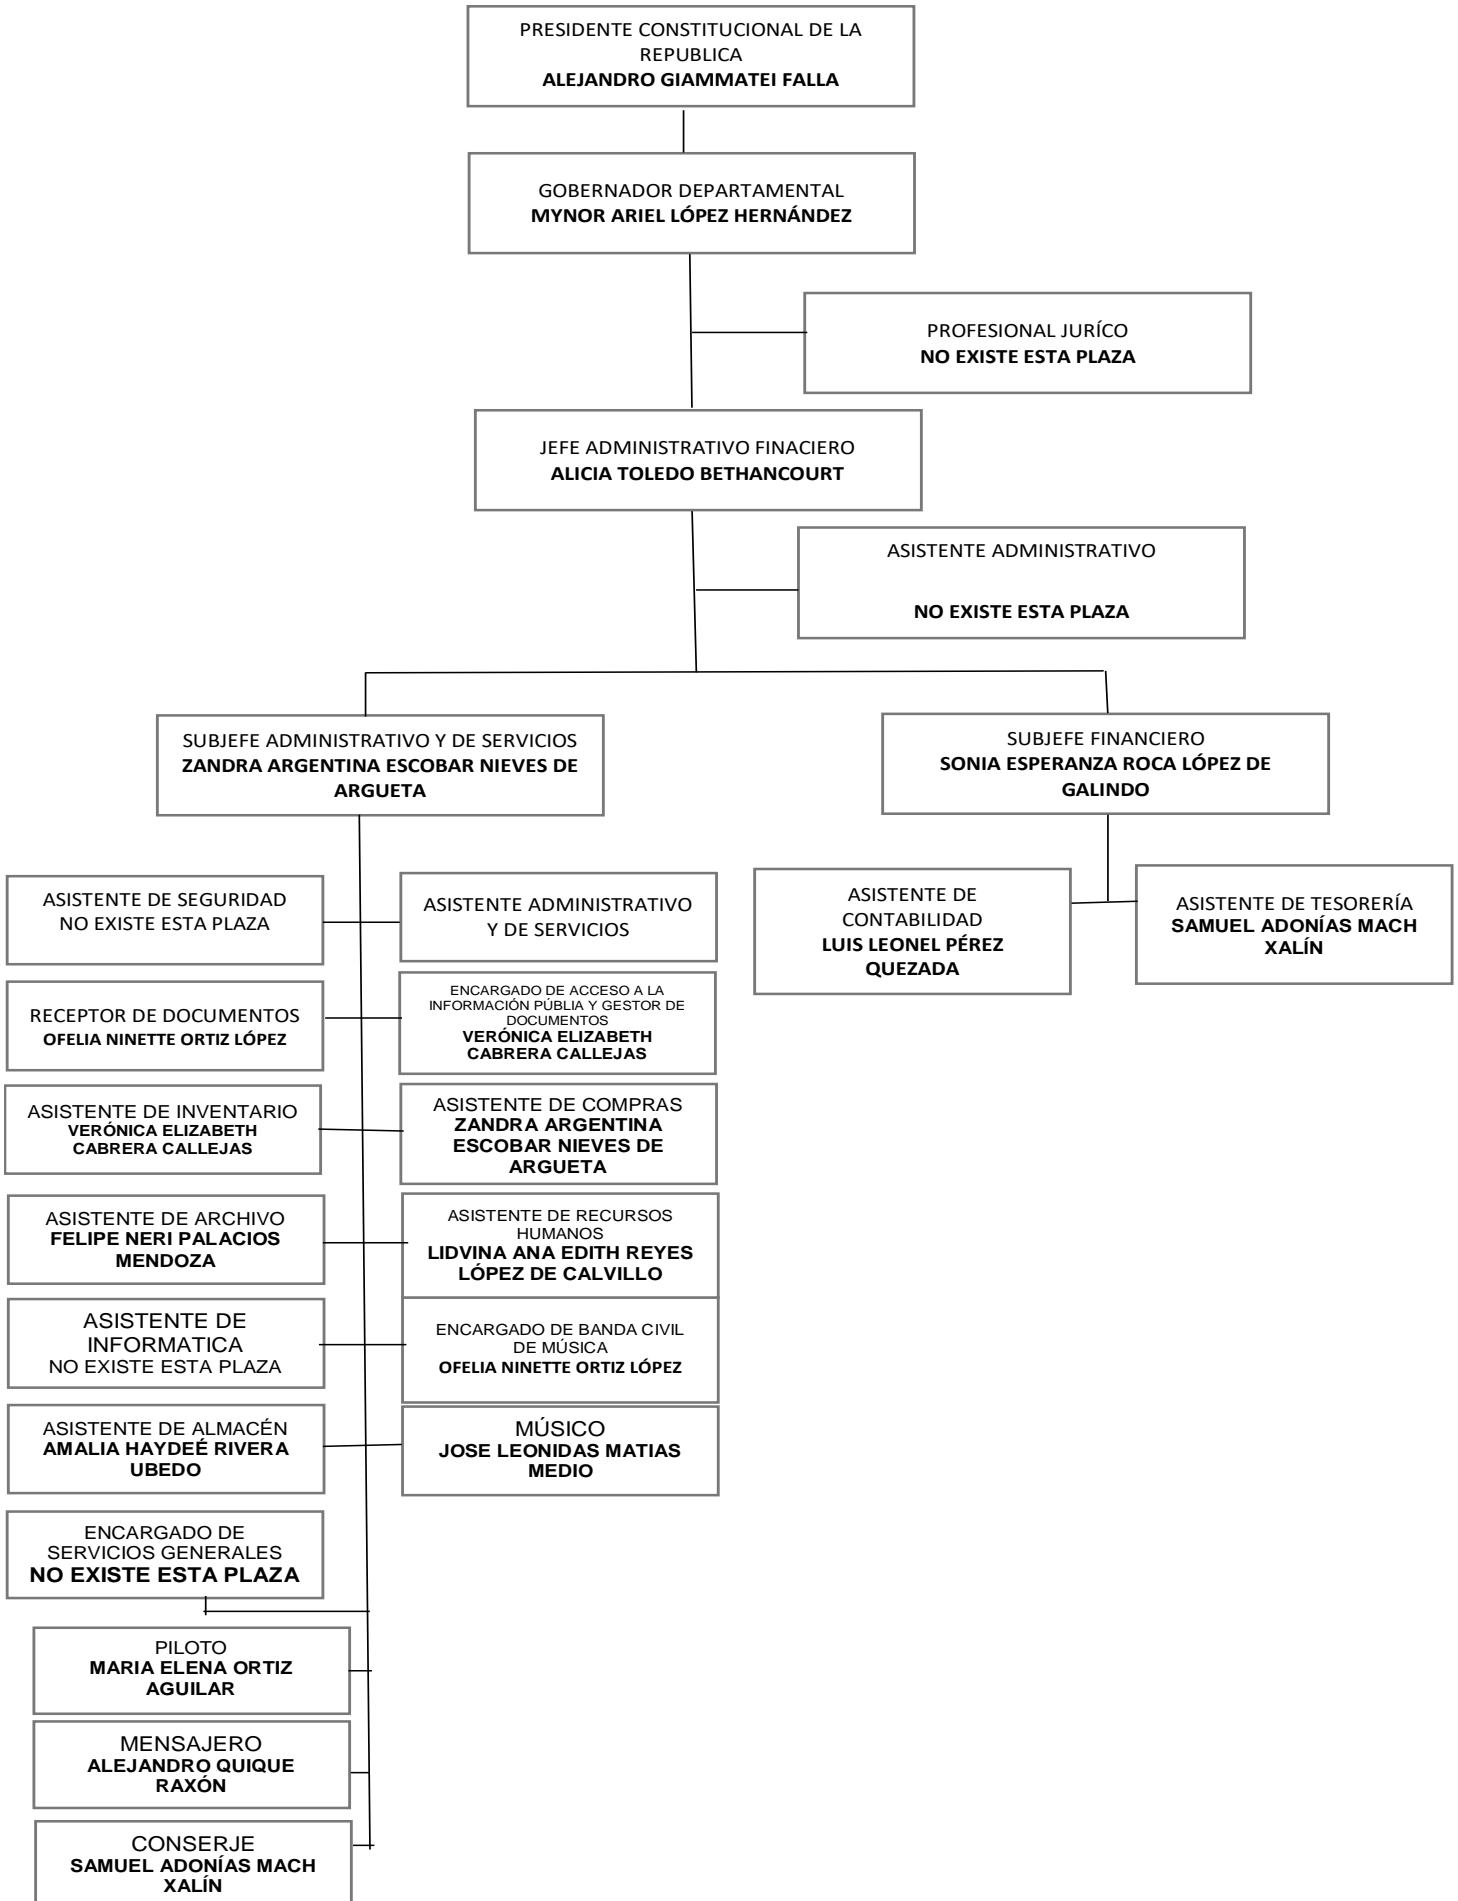 PRESIDENTE CONSTITUCIONAL DE LA
REPUBLICA
ALEJANDRO GIAMMATEI FALLA
GOBERNADOR DEPARTAMENTAL
MYNOR ARIEL LÓPEZ HERNÁNDEZ
PROFESIONAL JURÍCO
NO EXISTE ESTA PLAZA
JEFE ADMINISTRATIVO FINACIERO
ALICIA TOLEDO BETHANCOURT
ASISTENTE ADMINISTRATIVO
NO EXISTE ESTA PLAZA
SUBJEFE ADMINISTRATIVO Y DE SERVICIOS
ZANDRA ARGENTINA ESCOBAR NIEVES DE
ARGUETA
SUBJEFE FINANCIERO
SONIA ESPERANZA ROCA LÓPEZ DE
GALINDO
ASISTENTE DE SEGURIDAD
NO EXISTE ESTA PLAZA
ASISTENTE ADMINISTRATIVO
Y DE SERVICIOS
ASISTENTE DE
CONTABILIDAD
LUIS LEONEL PÉREZ
QUEZADA
ASISTENTE DE TESORERÍA
SAMUEL ADONÍAS MACH
XALÍN
RECEPTOR DE DOCUMENTOS
OFELIA NINETTE ORTIZ LÓPEZ
ENCARGADO DE ACCESO A LA
INFORMACIÓN PÚBLIA Y GESTOR DE
DOCUMENTOS
VERÓNICA ELIZABETH
CABRERA CALLEJAS
ASISTENTE DE INVENTARIO
VERÓNICA ELIZABETH
CABRERA CALLEJAS
ASISTENTE DE COMPRAS
ZANDRA ARGENTINA
ESCOBAR NIEVES DE
ARGUETA
ASISTENTE DE ARCHIVO
FELIPE NERI PALACIOS
MENDOZA
ASISTENTE DE RECURSOS
HUMANOS
LIDVINA ANA EDITH REYES
LÓPEZ DE CALVILLO
ASISTENTE DE
INFORMATICA
NO EXISTE ESTA PLAZA
ENCARGADO DE BANDA CIVIL
DE MÚSICA
OFELIA NINETTE ORTIZ LÓPEZ
ASISTENTE DE ALMACÉN
AMALIA HAYDEÉ RIVERA
UBEDO
MÚSICO
JOSE LEONIDAS MATIAS
MEDIO
ENCARGADO DE
SERVICIOS GENERALES
NO EXISTE ESTA PLAZA
PILOTO
MARIA ELENA ORTIZ
AGUILAR
MENSAJERO
ALEJANDRO QUIQUE
RAXÓN
CONSERJE
SAMUEL ADONÍAS MACH
XALÍN